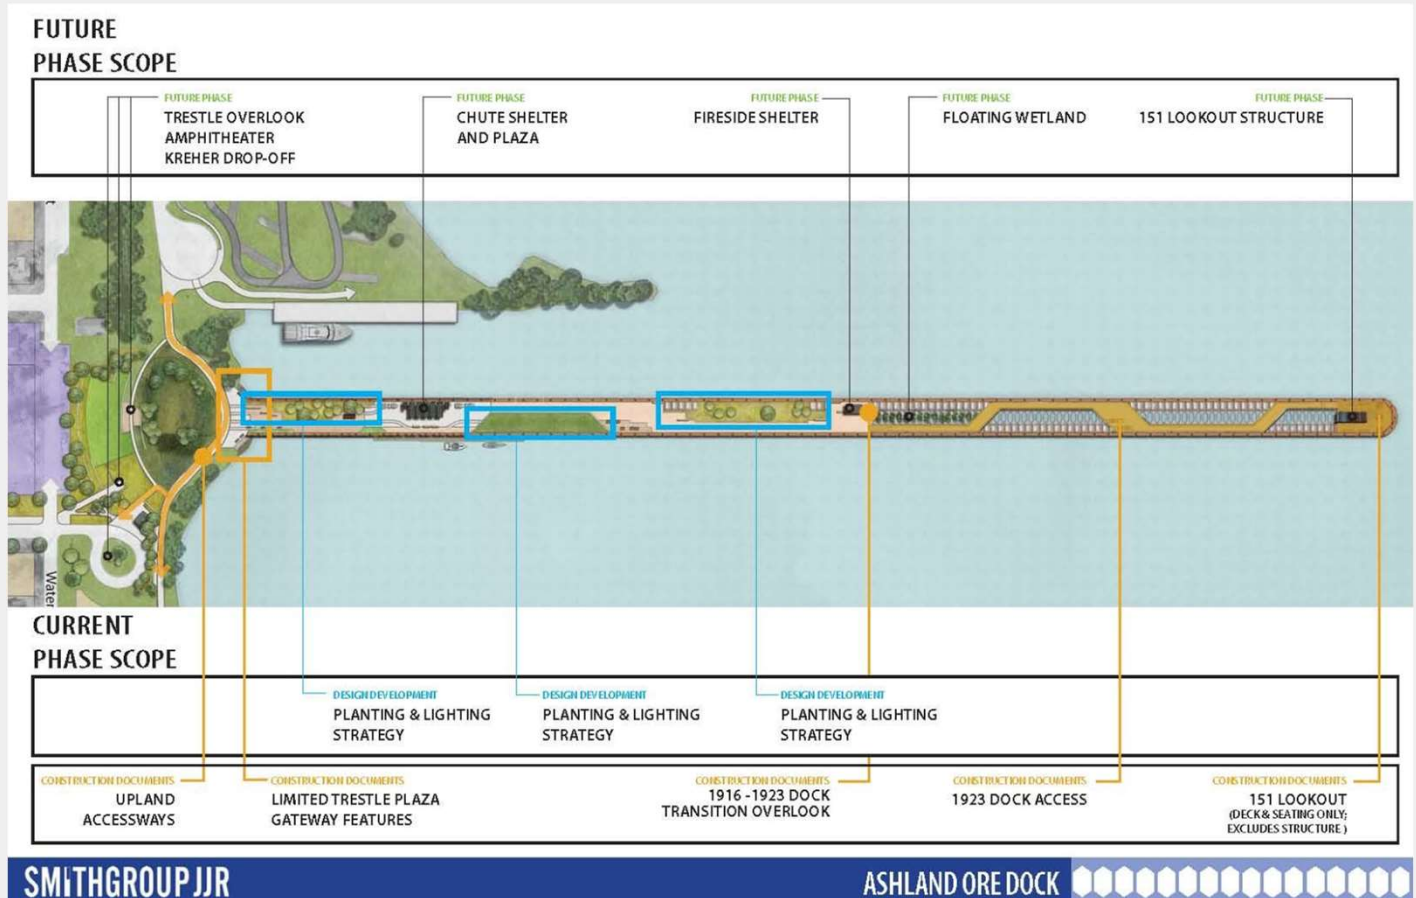 FUTURE
PHASE SCOPE
FUTURE PHASE
TRESTLE OVERLOOK
AMPHITHEATER
KREHER DROP-OFF
FUTURE PHASE
CHUTE SHELTER
AND PLAZA
FUTURE PHASE
FIRESIDE SHELTER
FUTURE PHASE
FLOATING WETLAND
FUTURE PHASE
151 LOOKOUT STRUCTURE
Water
CURRENT
PHASE SCOPE
DESIGN DEVELOPMENT
PLANTING & LIGHTING
STRATEGY
DESIGN DEVELOPMENT
PLANTING & LIGHTING
STRATEGY
DESIGN DEVELOPMENT
PLANTING & LIGHTING
STRATEGY
CONSTRUCTION DOCUMENTS
UPLAND
ACCESSWAYS
CONSTRUCTION DOCUMENTS
LIMITED TRESTLE PLAZA
GATEWAY FEATURES
CONSTRUCTION DOCUMENTS
1916 -1923 DOCK
TRANSITION OVERLOOK
CONSTRUCTION DOCUMENTS
1923 DOCK ACCESS
CONSTRUCTION DOCUMENTS
151 LOOKOUT
(DECK & SEATING ONLY;
EXCLUDES STRUCTURE )
SMITHGROUP JJR
ASHLAND ORE DOCK